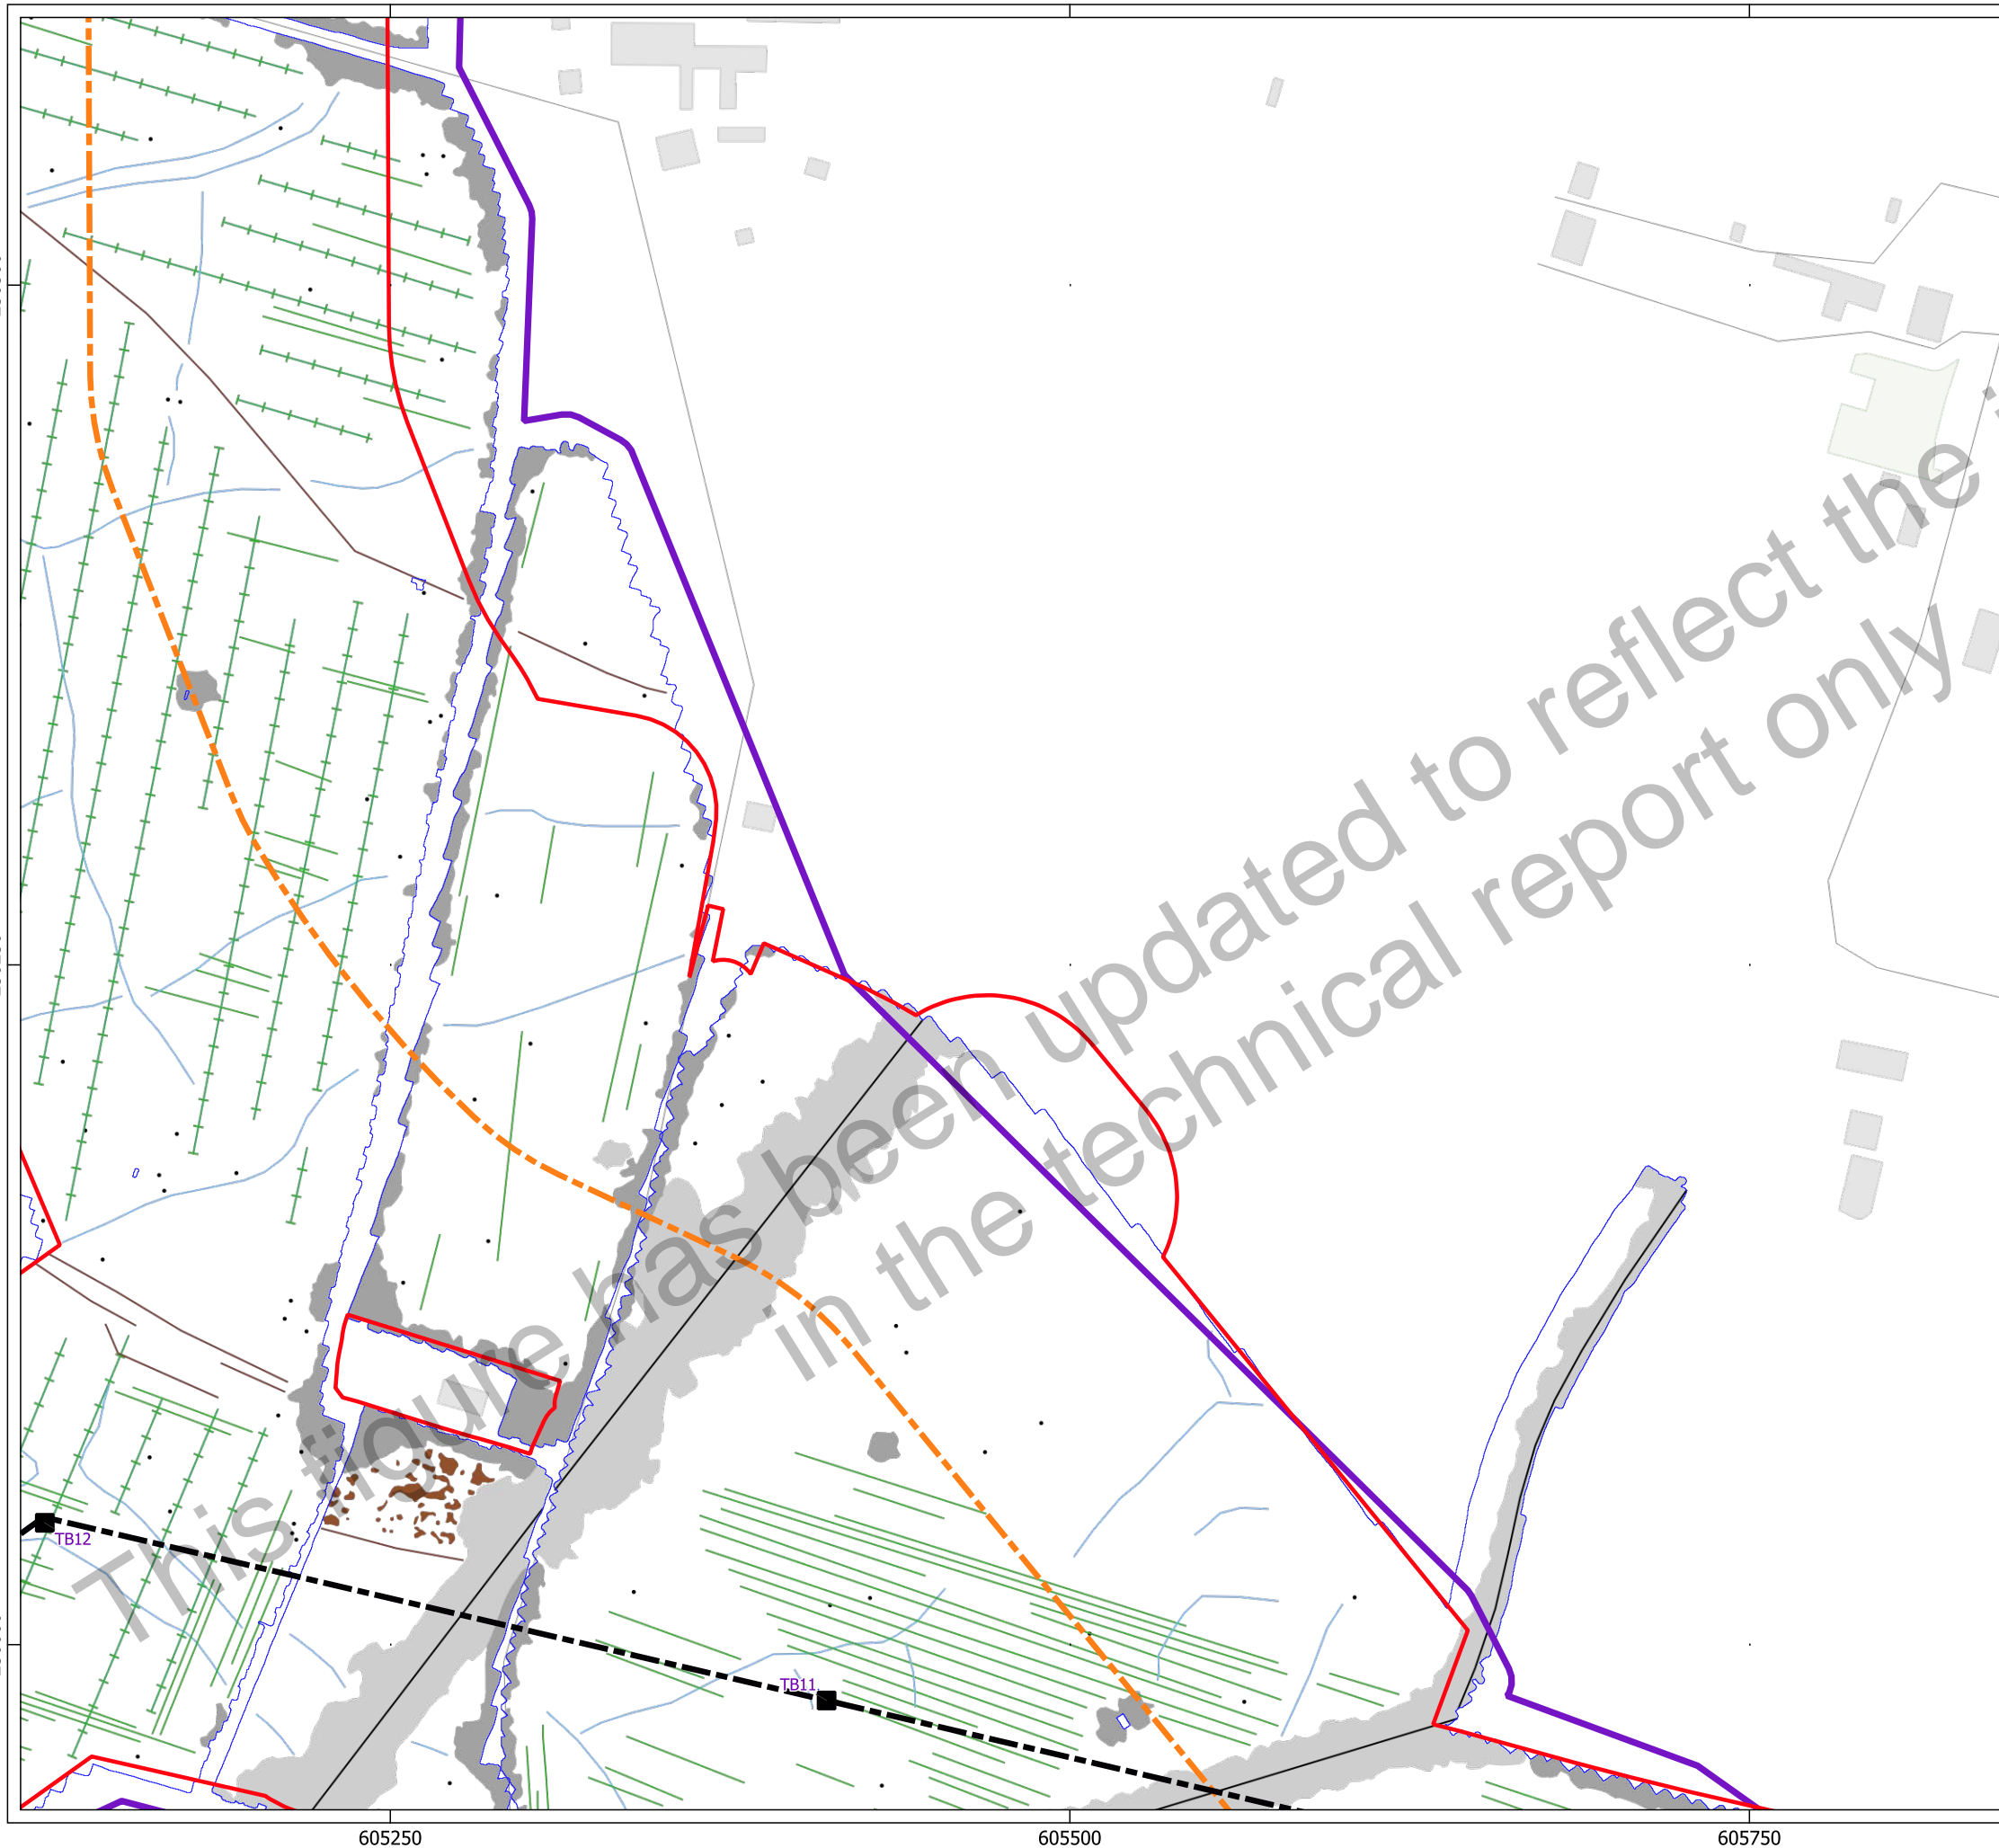 This figure has been updated to reflect the
in the technical report only
TB12
TB11
605250
605500
605750